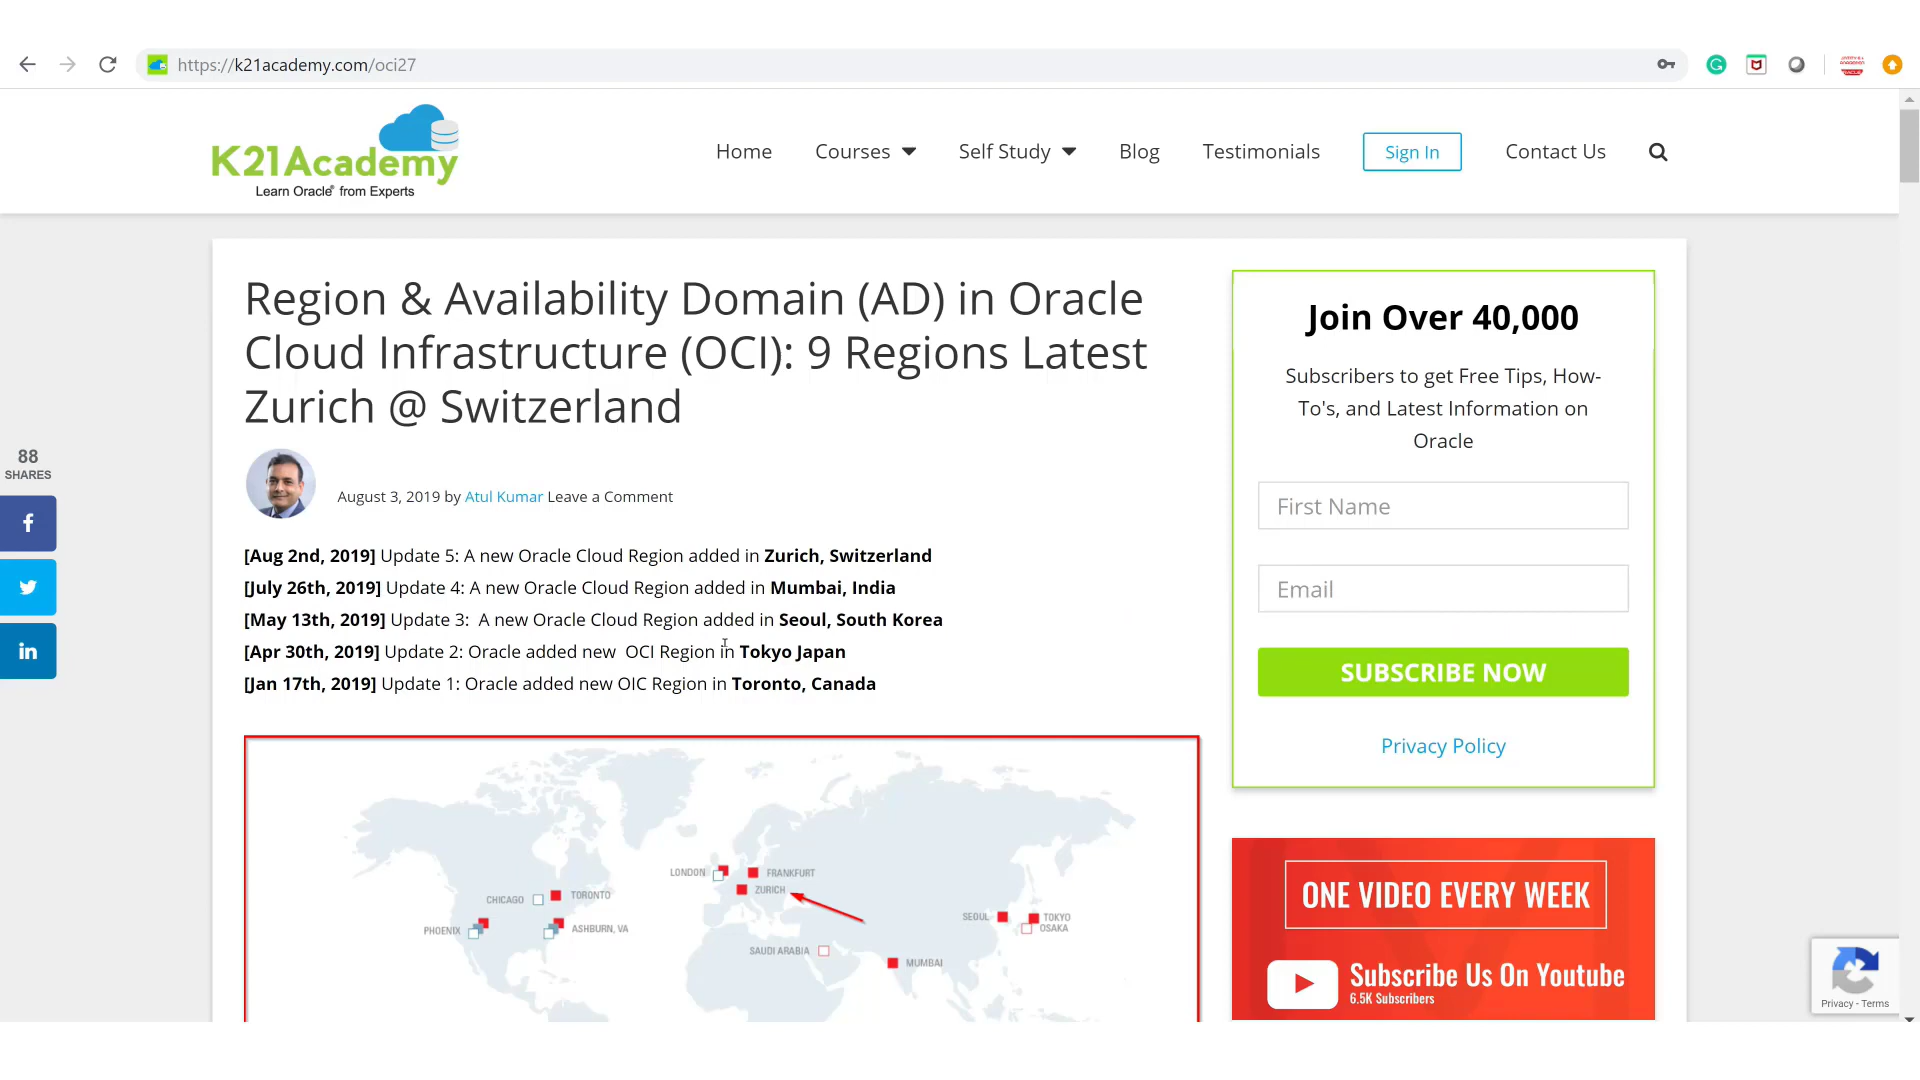 https://k21academy.com/oci27
K21Academy
Learn Oracle® from Experts
Home Courses Self Study Blog Testimonials Sign In Contact Us
Region & Availability Domain (AD) in Oracle
Cloud Infrastructure (OCI): 9 Regions Latest
Zurich @ Switzerland
August 3, 2019 by Atul Kumar Leave a Comment
88
SHARES
[Aug 2nd, 2019] Update 5: A new Oracle Cloud Region added in Zurich, Switzerland
[July 26th, 2019] Update 4: A new Oracle Cloud Region added in Mumbai, India
[May 13th, 2019] Update 3:  A new Oracle Cloud Region added in Seoul, South Korea
[Apr 30th, 2019] Update 2: Oracle added new  OCI Region in Tokyo Japan
[Jan 17th, 2019] Update 1: Oracle added new OIC Region in Toronto, Canada
LONDON
FRANKFURT
ZURICH
CHICAGO
TORONTO
PHOENIX
ASHBURN, VA
SEOUL
TOKYO
OSAKA
SAUDI ARABIA
MUMBAI
Join Over 40,000
Subscribers to get Free Tips, How-
To's, and Latest Information on
Oracle
First Name
Email
SUBSCRIBE NOW
Privacy Policy
ONE VIDEO EVERY WEEK
Subscribe Us On Youtube
6.5K Subscribers
Privacy - Terms